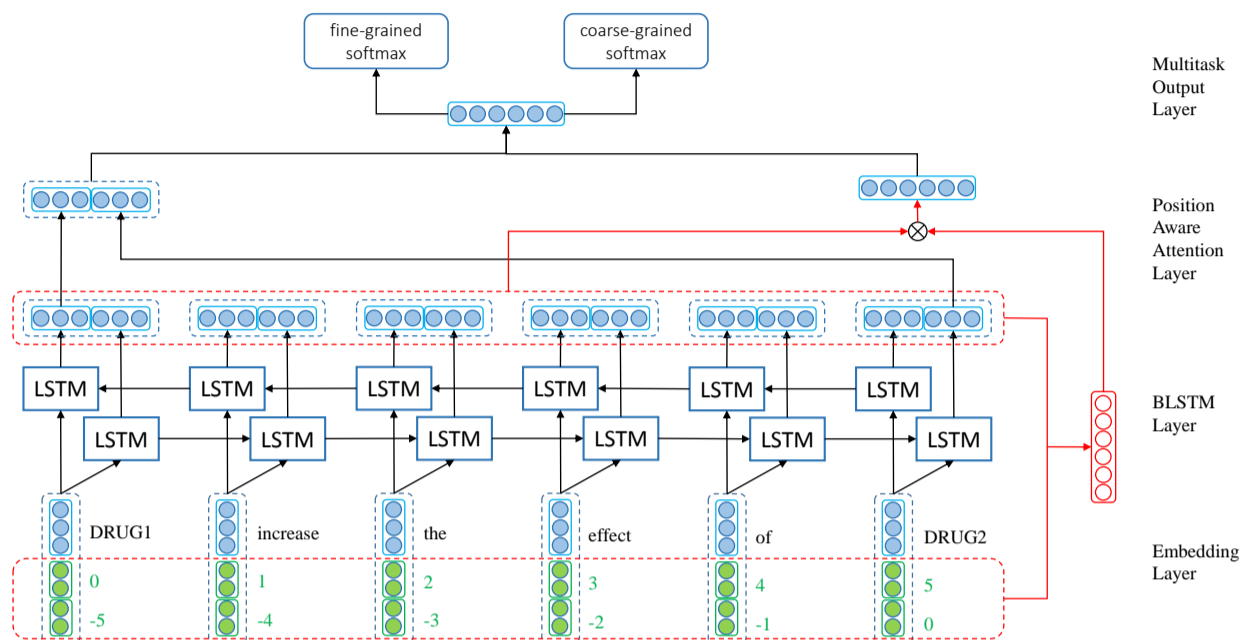 fine-grained
softmax
coarse-grained
softmax
Multitask
Output
Layer
Position
Aware
Attention
Layer
LSTM LSTM LSTM LSTM LSTM LSTM
LSTM LSTM LSTM LSTM LSTM LSTM
BLSTM
Layer
DRUG1 increase the effect of DRUG2
0 1 2 3 4 5
-5 -4 -3 -2 -1 0
Embedding
Layer